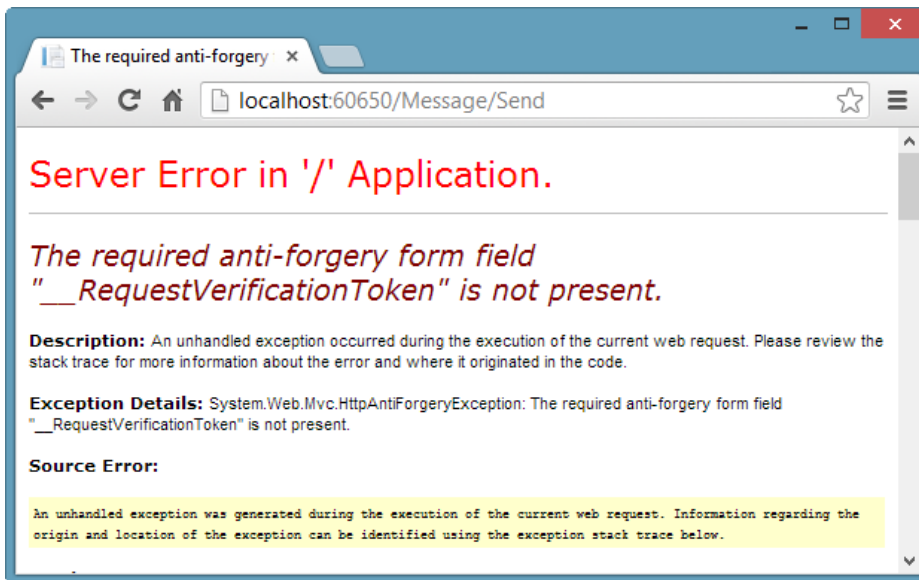 The required anti-forgery
localhost:60650/Message/Send
Server Error in '/' Application.
The required anti-forgery form field
"__RequestVerificationToken" is not present.
Description: An unhandled exception occurred during the execution of the current web request. Please review the
stack trace for more information about the error and where it originated in the code.
Exception Details: System.Web.Mvc.HttpAntiForgeryException: The required anti-forgery form field
"__RequestVerificationToken" is not present.
Source Error:
An unhandled exception was generated during the execution of the current web request. Information regarding the
origin and location of the exception can be identified using the exception stack trace below.